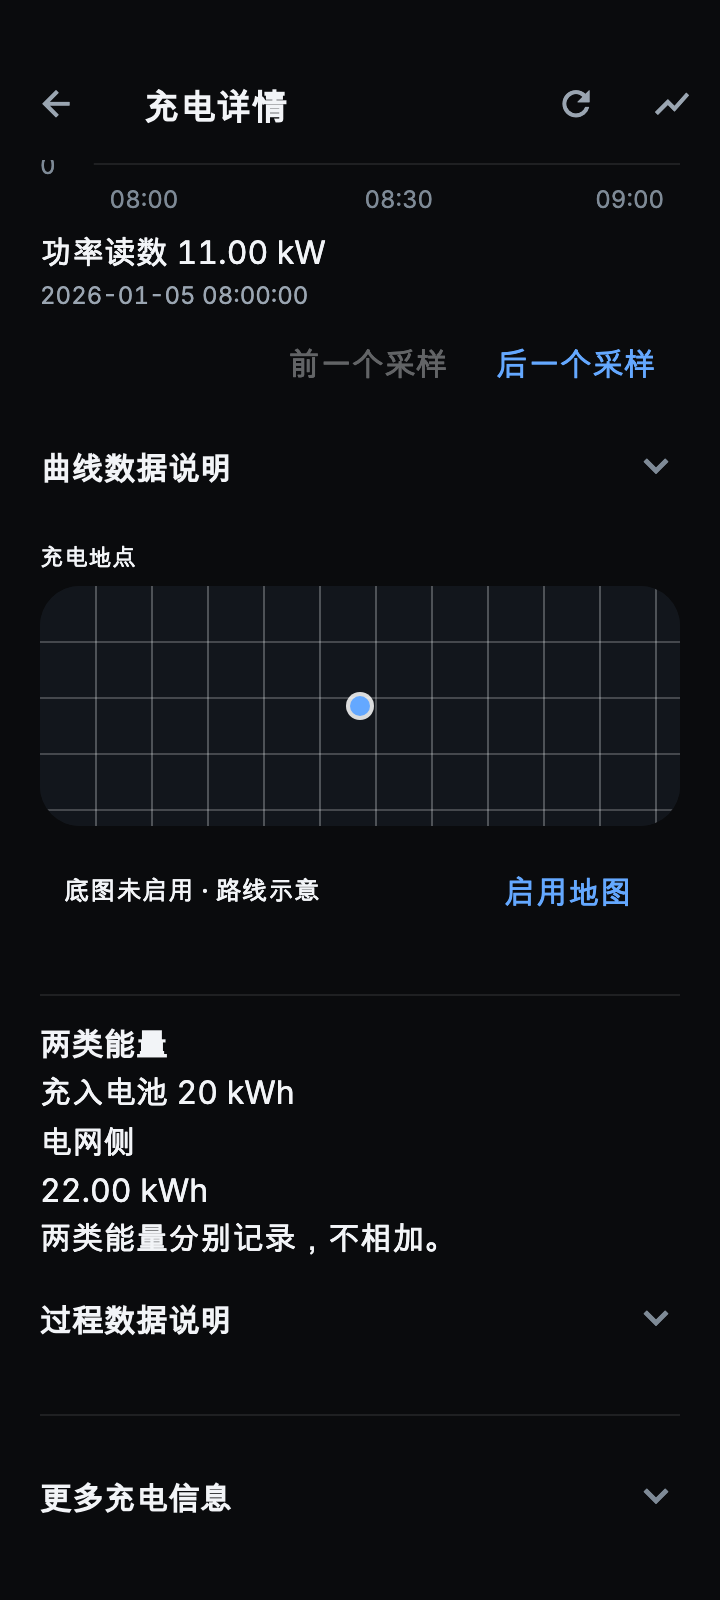 充电详情
0
08:00 08:30 09:00
功率读数 11.00 kW
2026-01-05 08:00:00
前一个采样 后一个采样
曲线数据说明
充电地点
底图未启用 · 路线示意 启用地图
两类能量
充入电池 20 kWh
电网侧
22.00 kWh
两类能量分别记录，不相加。
过程数据说明
更多充电信息